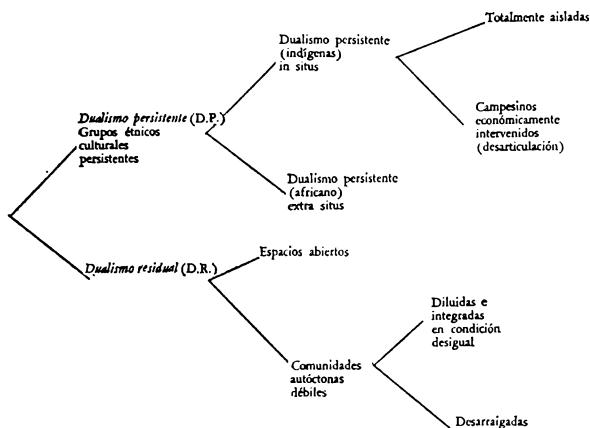 Totalmente aisladas
Dualismo persistente
(indígenas)
in situs
Campesinos
económicamente
intervenidos
(desarticulación)
Dualismo persistente (D.P.)
Grupos étnicos
culturales
persistentes
Dualismo persistente
(africano)
extra situs
Espacios abiertos
Dualismo residual (D.R.)
Diluidas e
integradas
en condición
desigual
Comunidades
autóctonas
débiles
Desarraigadas